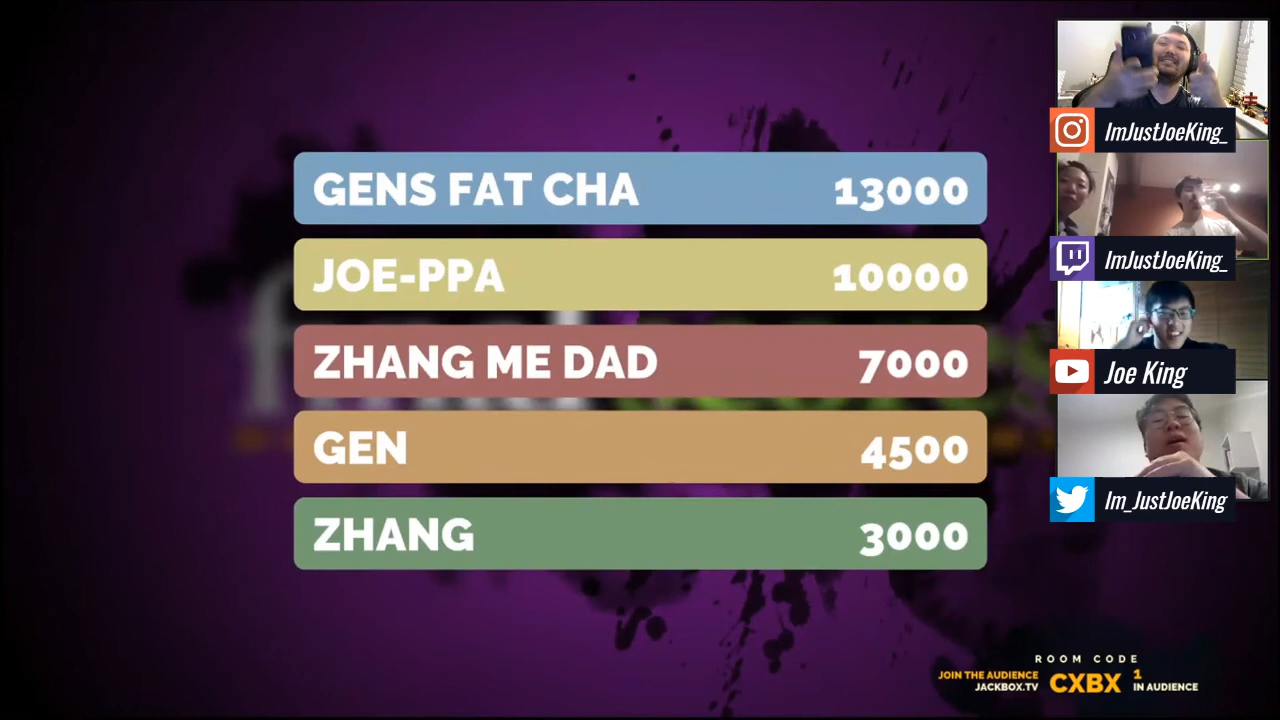 GENS FAT CHA 13000
JOE-PPA 10000
ZHANG ME DAD 7000
GEN 4500
ZHANG 3000
ImJustJoeKing_
ImJustJoeKing_
Joe King
Im_JustJoeKing
ROOM CODE
JOIN THE AUDIENCE
JACKBOX.TV
CXBX
1
IN AUDIENCE